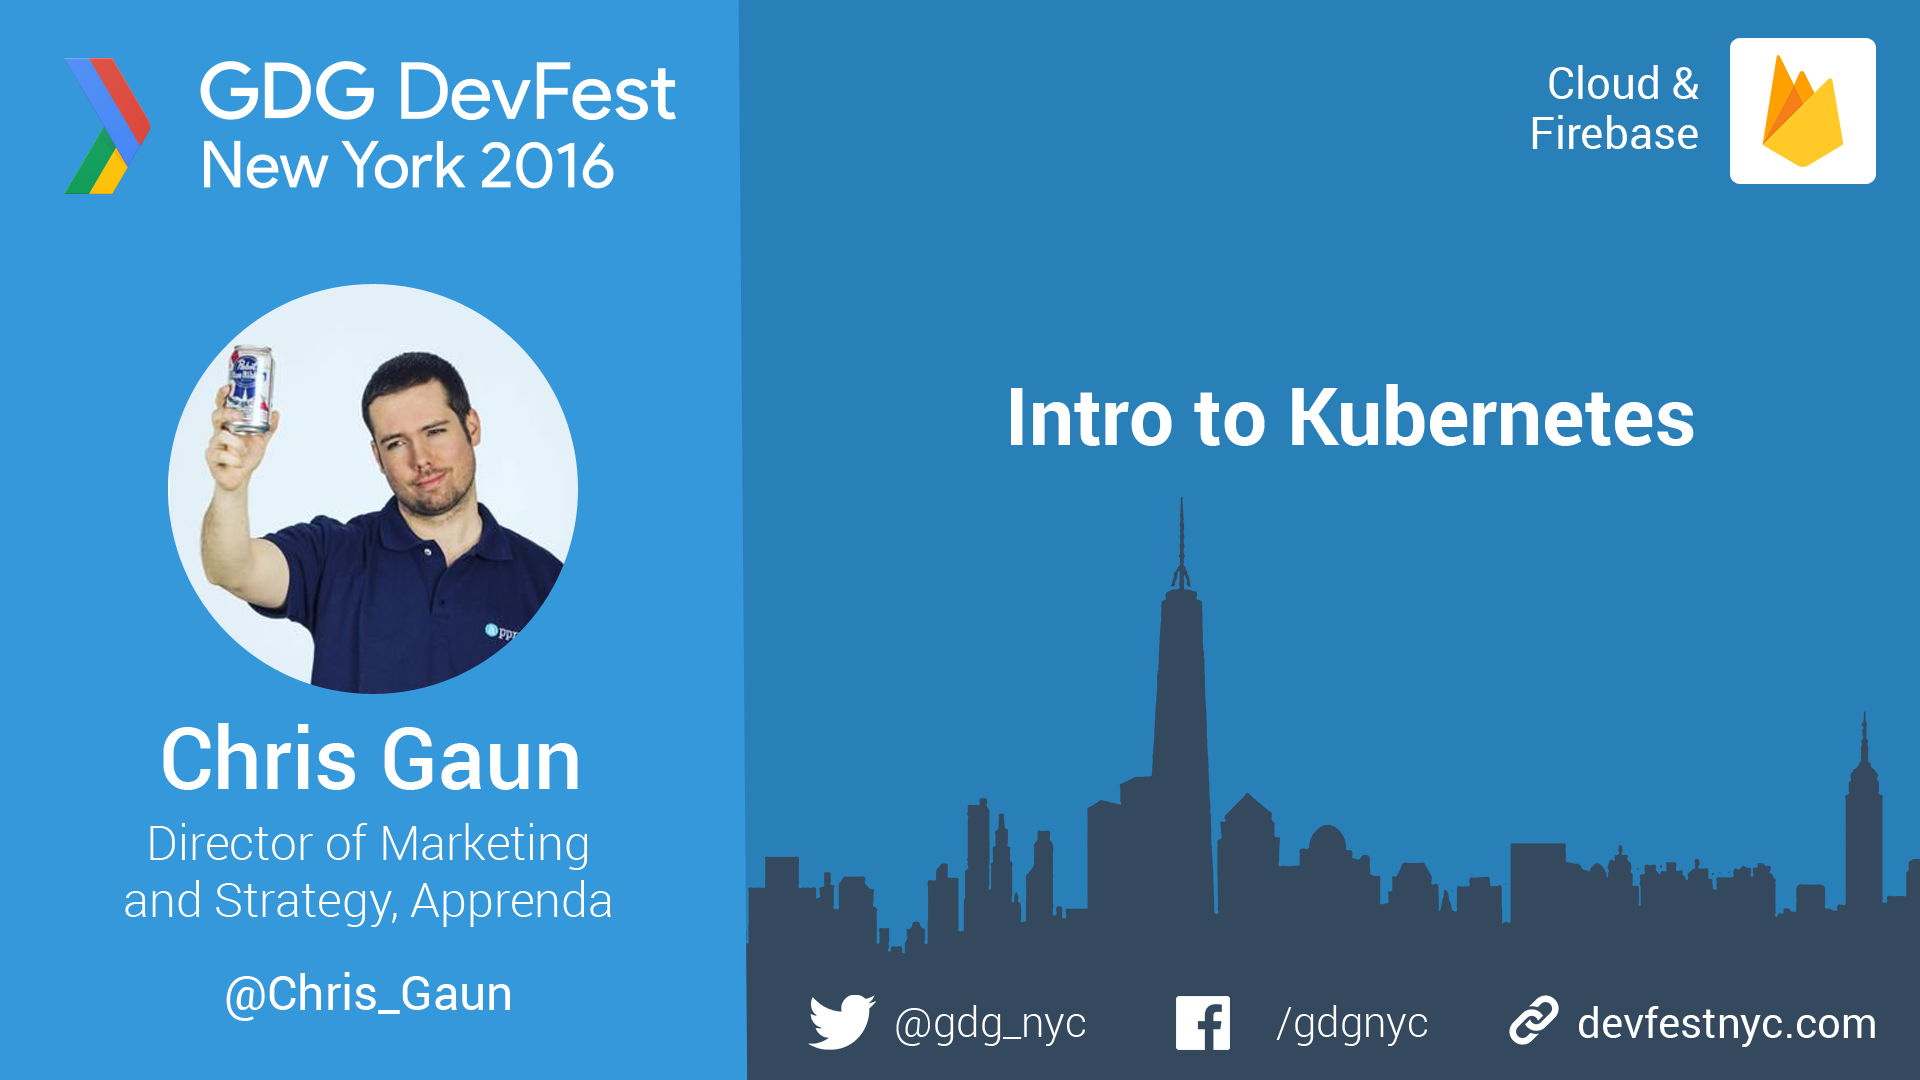 GDG DevFest
New York 2016
Cloud &
Firebase
Intro to Kubernetes
Chris Gaun
Director of Marketing
and Strategy, Apprenda
@Chris_Gaun
@gdg_nyc
/gdgnyc
devfestnyc.com